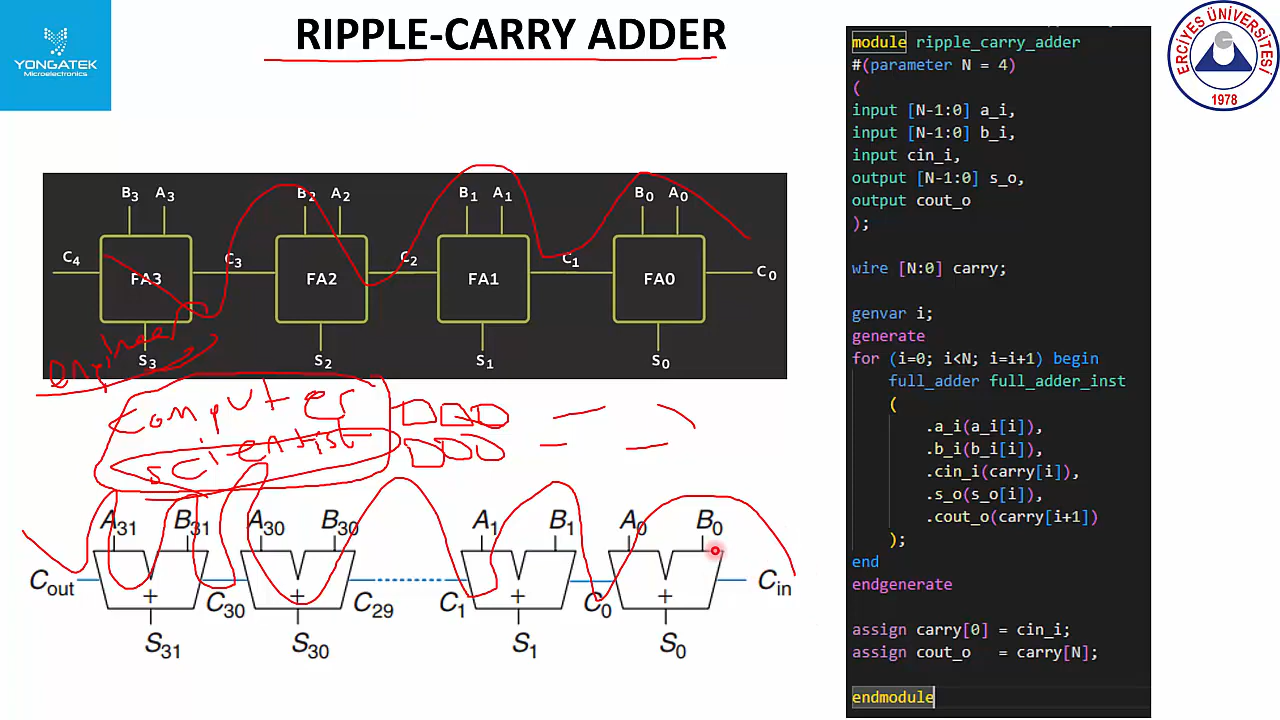 RIPPLE-CARRY ADDER
YONGATEK
Microelectronics
ERCİYES ÜNİVERSİTESİ
1978
B3 A3 B2 A2 B1 A1 B0 A0
C4 FA3 C3 FA2 C2 FA1 C1 FA0 C0
S3 S2 S1 S0
engineer
computer
scientist
A31 B31 A30 B30 A1 B1 A0 B0
Cout + C30 + C29 C1 + C0 + Cin
S31 S30 S1 S0
module ripple_carry_adder
#(parameter N = 4)
(
input [N-1:0] a_i,
input [N-1:0] b_i,
input cin_i,
output [N-1:0] s_o,
output cout_o
);
wire [N:0] carry;
genvar i;
generate
for (i=0; i<N; i=i+1) begin
full_adder full_adder_inst
(
.a_i(a_i[i]),
.b_i(b_i[i]),
.cin_i(carry[i]),
.s_o(s_o[i]),
.cout_o(carry[i+1])
);
end
endgenerate
assign carry[0] = cin_i;
assign cout_o = carry[N];
endmodule